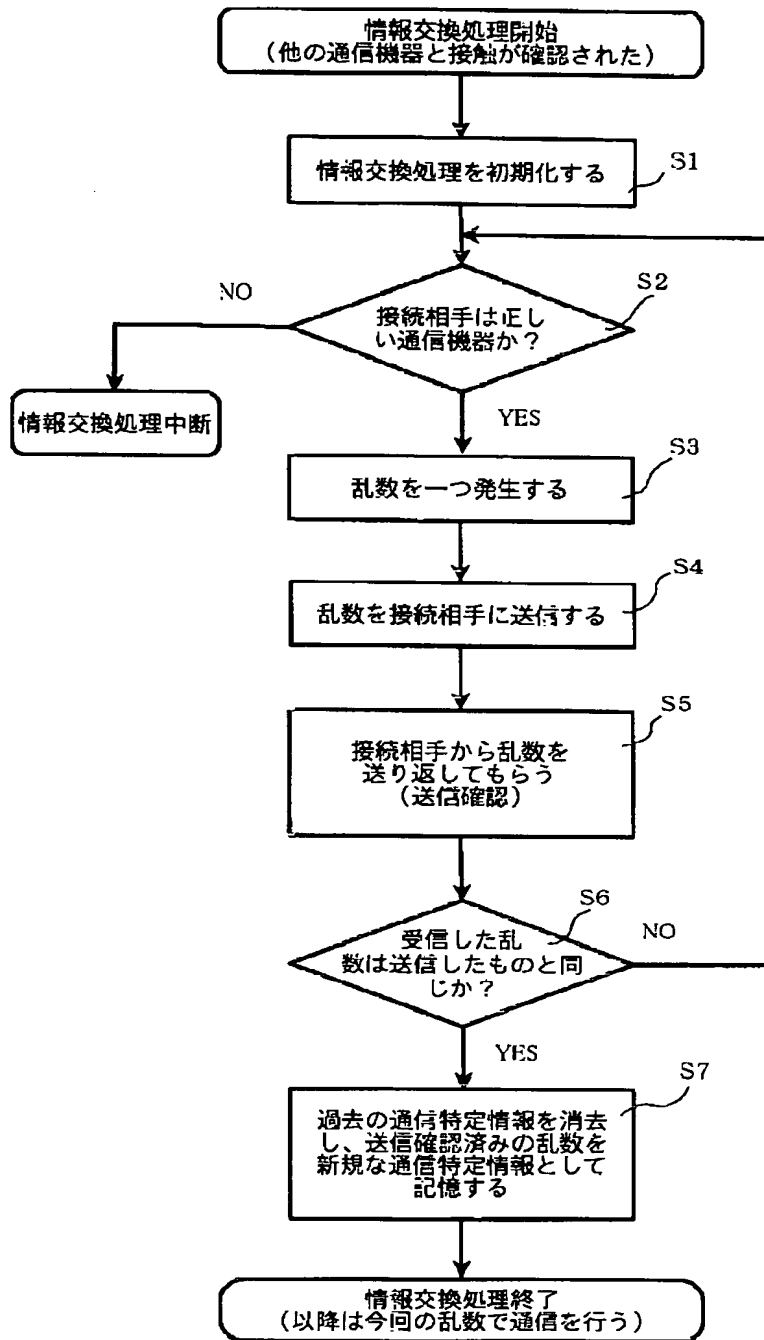 情報交換処理開始
（他の通信機器と接触が確認された）
情報交換処理を初期化する
S1
接続相手は正し
い通信機器か？
S2
NO
情報交換処理中断
YES
乱数を一つ発生する
S3
乱数を接続相手に送信する
S4
接続相手から乱数を
送り返してもらう
（送信確認）
S5
受信した乱
数は送信したものと同
じか？
S6
NO
YES
過去の通信特定情報を消去
し、送信確認済みの乱数を
新規な通信特定情報として
記憶する
S7
情報交換処理終了
（以降は今回の乱数で通信を行う）